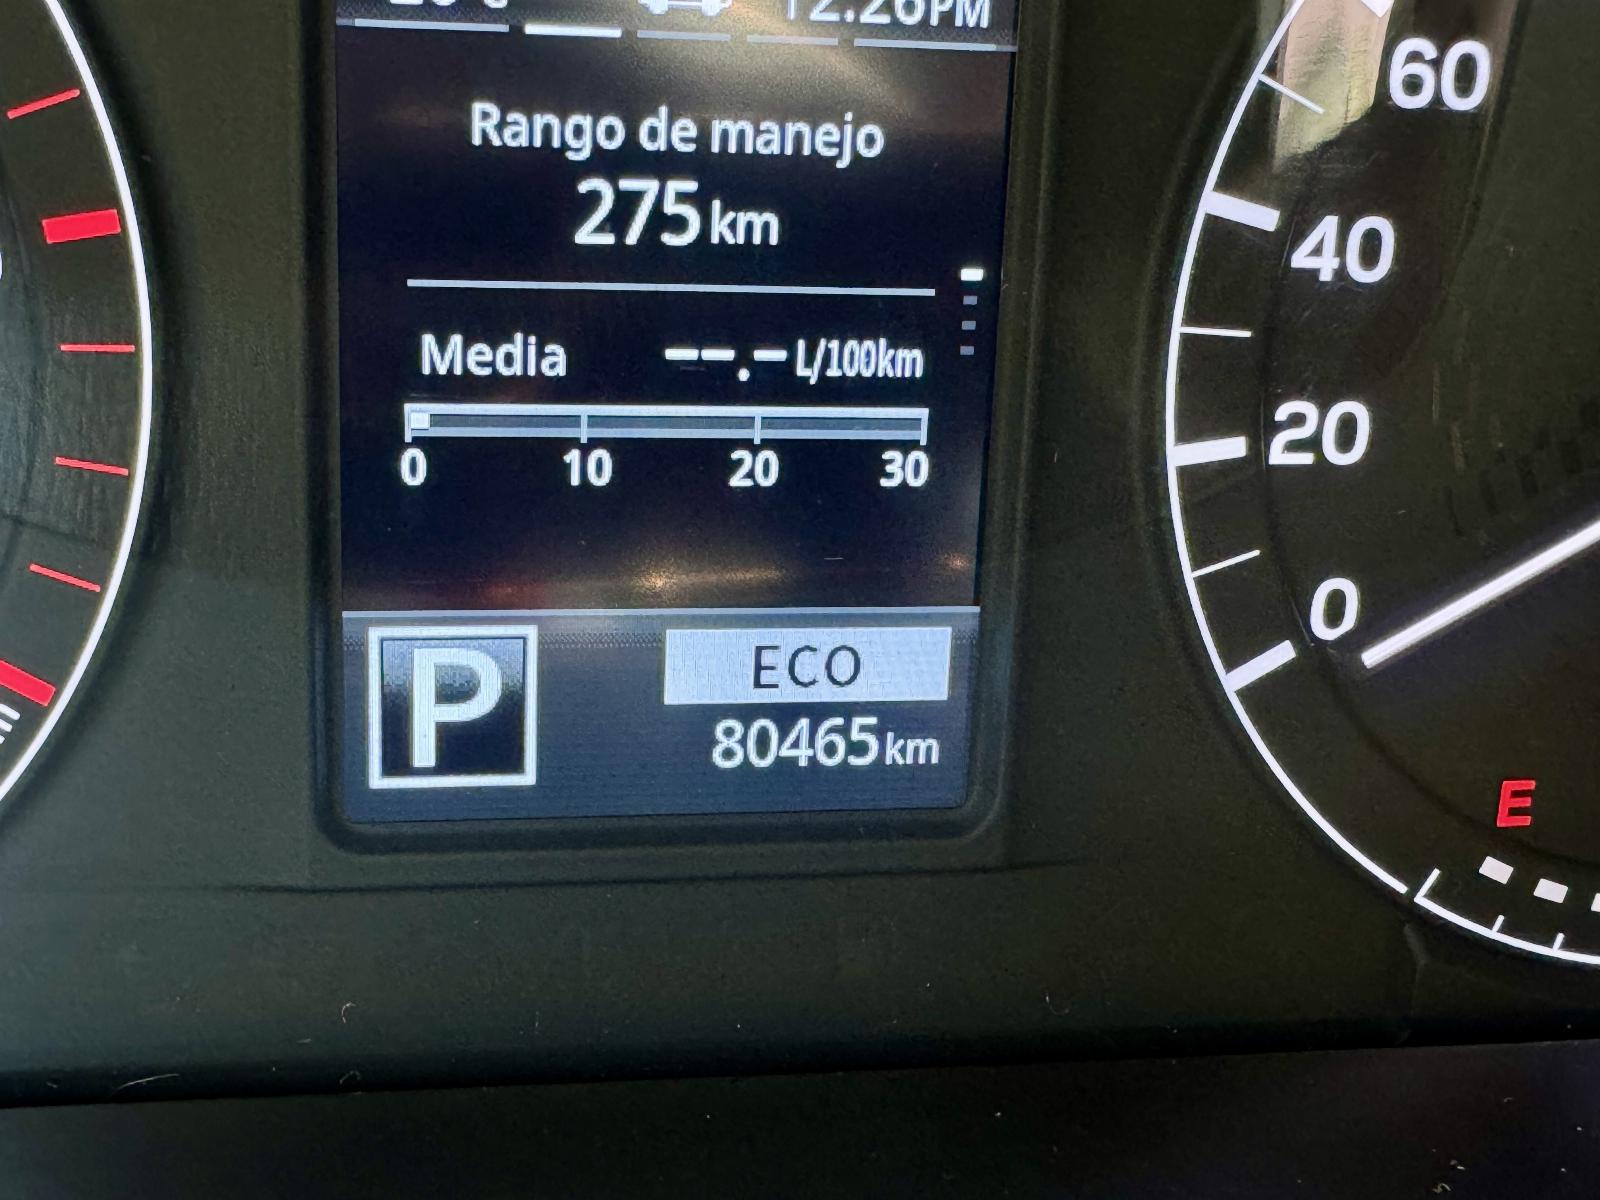 12:26PM
60
Rango de manejo
275 km
40
Media --.- L/100km
20
0 10 20 30
0
P ECO
80465 km
E